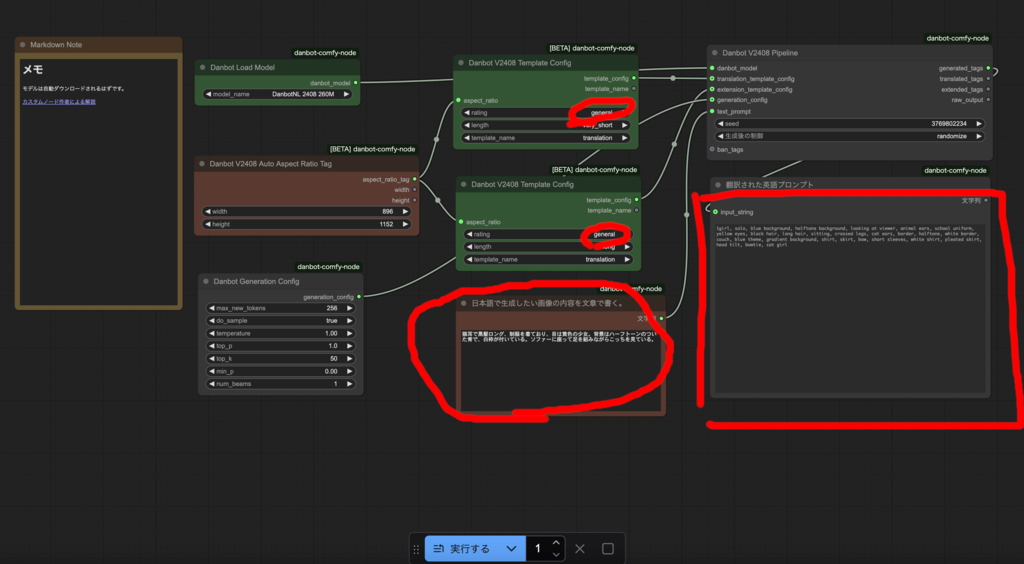 Markdown Note
メモ
モデルは自動ダウンロードされるはずです。
カスタムノード作者による解説
danbot-comfy-node
Danbot Load Model
danbot_model
model_name DanbotNL 2408 260M
[BETA] danbot-comfy-node
Danbot V2408 Auto Aspect Ratio Tag
aspect_ratio_tag
width
height
width 896
height 1152
danbot-comfy-node
Danbot Generation Config
generation_config
max_new_tokens 256
do_sample true
temperature 1.00
top_p 1.0
top_k 50
min_p 0.00
num_beams 1
[BETA] danbot-comfy-node
Danbot V2408 Template Config
template_config
template_name
aspect_ratio
rating general
length very_short
template_name translation
[BETA] danbot-comfy-node
Danbot V2408 Template Config
template_config
template_name
aspect_ratio
rating general
length
template_name translation
danbot-comfy-node
日本語で生成したい画像の内容を文章で書く。
文字列
猫耳で黒髪ロング、制服を着ており、目は黄色の少女。背景はハーフトーンのつい
た青で、白枠が付いている。ソファーに座って足を組みながらこっちを見ている。
danbot-comfy-node
Danbot V2408 Pipeline
danbot_model generated_tags
translation_template_config translated_tags
extension_template_config extended_tags
generation_config raw_output
text_prompt
seed 3769802234
生成後の制御 randomize
ban_tags
danbot-comfy-node
翻訳された英語プロンプト
文字列
input_string
1girl, solo, blue background, halftone background, looking at viewer, animal ears, school uniform,
yellow eyes, black hair, long hair, sitting, crossed legs, cat ears, border, halftone, white border,
couch, blue theme, gradient background, shirt, skirt, bow, short sleeves, white shirt, pleated skirt,
head tilt, bowtie, cat girl
実行する 1